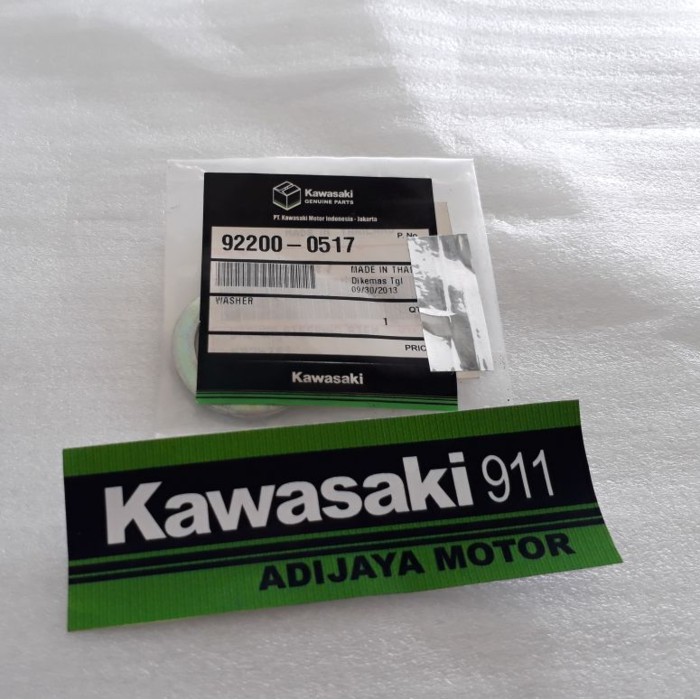 Kawasaki
GENUINE PARTS
PT. Kawasaki Motor Indonesia - Jakarta
P. No.
92200-0517
MADE IN THAI
Dikemas Tgl
09/30/2013
WASHER
QT
1
PRIC
Kawasaki
Kawasaki 911
ADIJAYA MOTOR